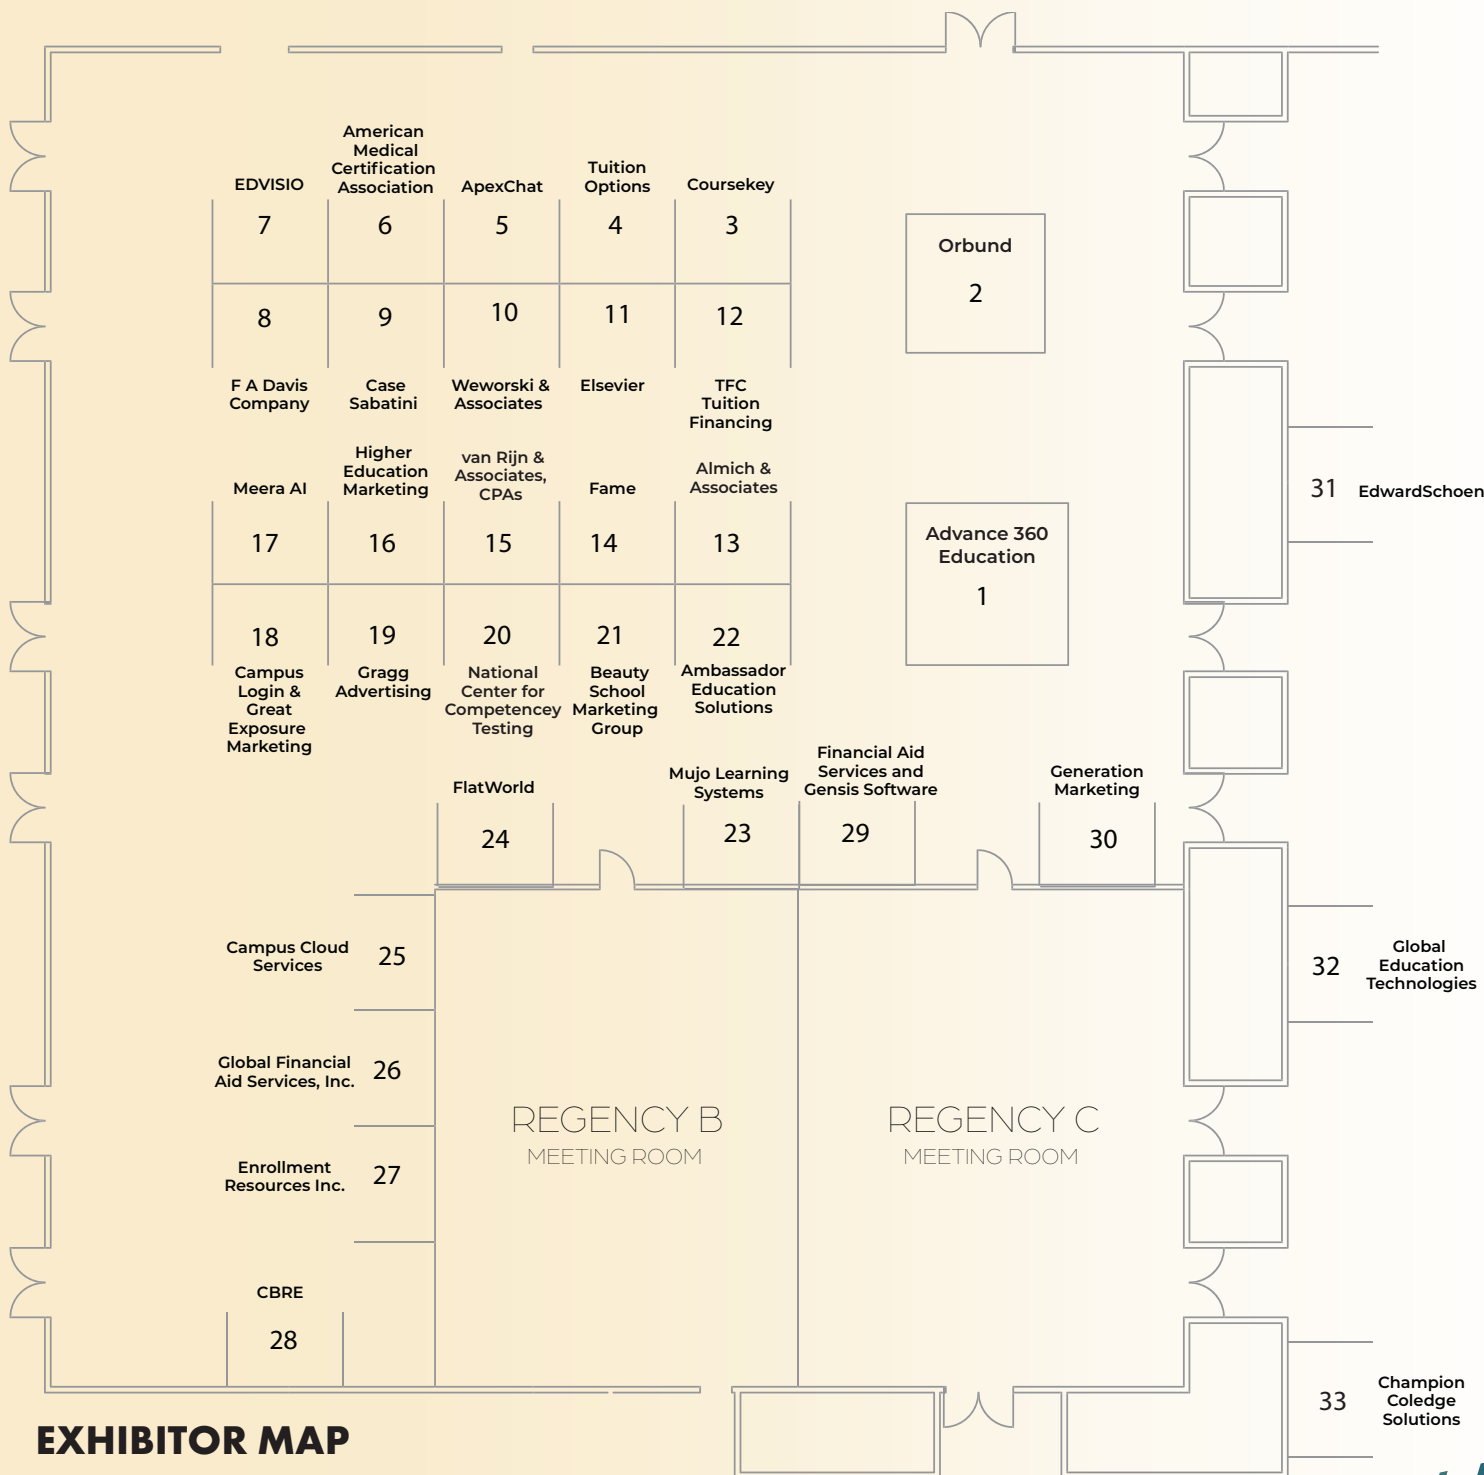 EDVISIO
American
Medical
Certification
Association
ApexChat
Tuition
Options
Coursekey
7
6
5
4
3
Orbund
2
8
9
10
11
12
F A Davis
Company
Case
Sabatini
Weworski &
Associates
Elsevier
TFC
Tuition
Financing
Meera AI
Higher
Education
Marketing
van Rijn &
Associates,
CPAs
Fame
Almich &
Associates
17
16
15
14
13
Advance 360
Education
1
31
EdwardSchoen
18
19
20
21
22
Campus
Login &
Great
Exposure
Marketing
Gragg
Advertising
National
Center for
Competencey
Testing
Beauty
School
Marketing
Group
Ambassador
Education
Solutions
FlatWorld
24
Mujo Learning
Systems
23
Financial Aid
Services and
Gensis Software
29
Generation
Marketing
30
Campus Cloud
Services
25
32
Global
Education
Technologies
Global Financial
Aid Services, Inc.
26
REGENCY B
MEETING ROOM
REGENCY C
MEETING ROOM
Enrollment
Resources Inc.
27
CBRE
28
33
Champion
Coledge
Solutions
EXHIBITOR MAP